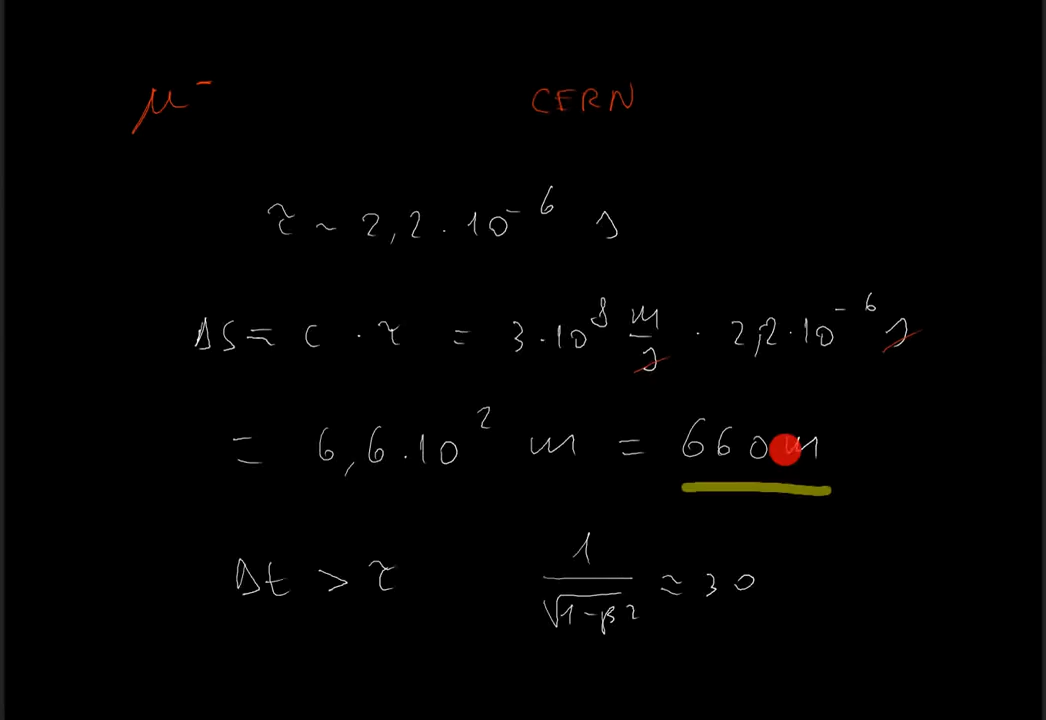 μ⁻ CERN
τ ~ 2,2 · 10⁻⁶ s
ΔS = c · τ = 3 · 10⁸ m/s · 2,2 · 10⁻⁶ s
= 6,6 · 10² m = 660 m
Δt > τ 1/√(1-β²) ≈ 30